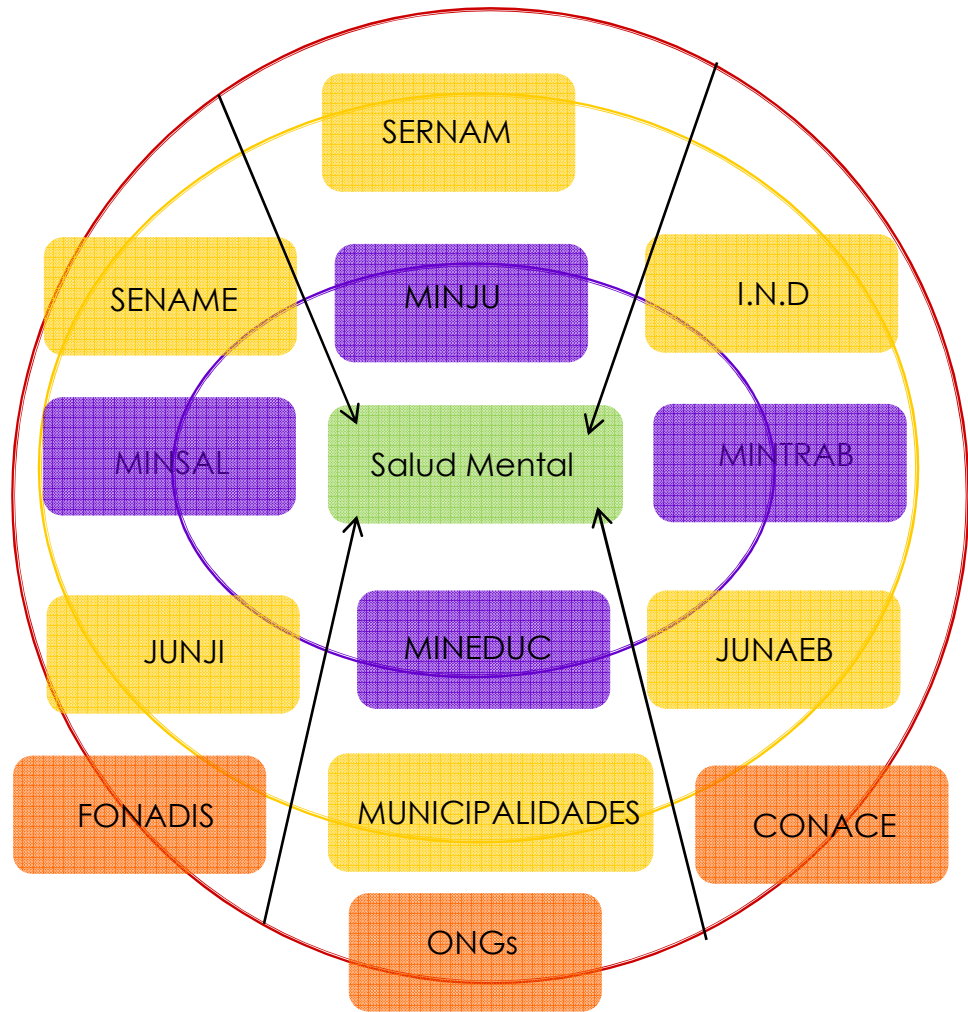 SERNAM
SENAME
MINJU
I.N.D
MINSAL
Salud Mental
MINTRAB
JUNJI
MINEDUC
JUNAEB
FONADIS
MUNICIPALIDADES
CONACE
ONGs